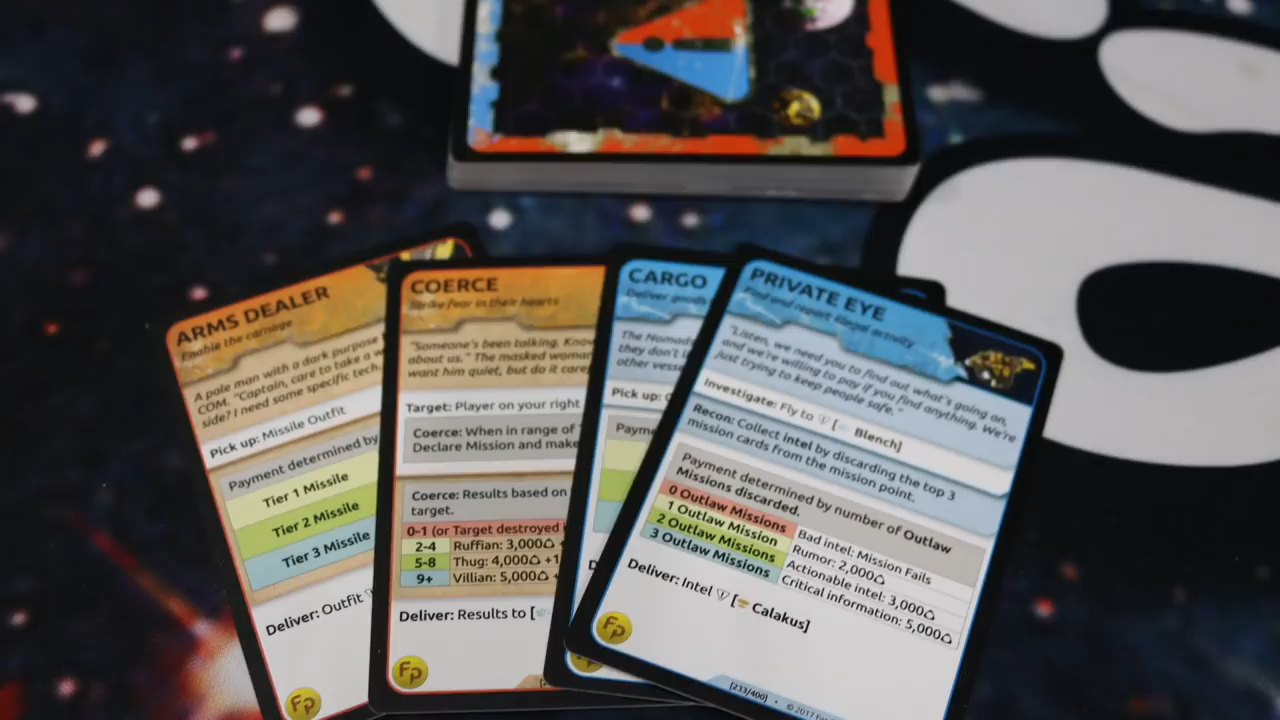 ARMS DEALER
Enable the carnage
A pale man with a dark purpose
COM. "Captain, care to take a w
side? I need some specific tech.
Pick up: Missile Outfit
Payment determined by
Tier 1 Missile
Tier 2 Missile
Tier 3 Missile
Deliver: Outfit
FP
COERCE
Strike fear in their hearts
"Someone's been talking. Know
about us." The masked woman
want him quiet, but do it care
Target: Player on your right
Coerce: When in range of
Declare Mission and make
Coerce: Results based on
target.
0-1 (or Target destroyed
2-4 Ruffian: 3,000
5-8 Thug: 4,000 +1
9+ Villian: 5,000 +
Deliver: Results to [
FP
CARGO
Deliver goods
The Nomad
they don't l
other vesse
Pick up:
Payme
D
PRIVATE EYE
Find and report illegal activity
"Listen, we need you to find out what's going on,
and we're willing to pay if you find anything. We're
just trying to keep people safe."
Investigate: Fly to [ Blench]
Recon: Collect intel by discarding the top 3
mission cards from the mission point.
Payment determined by number of Outlaw
Missions discarded.
0 Outlaw Missions Bad intel: Mission Fails
1 Outlaw Mission Rumor: 2,000
2 Outlaw Missions Actionable intel: 3,000
3 Outlaw Missions Critical information: 5,000
Deliver: Intel [ Calakus]
FP
[233/400] • © 2017 Fa